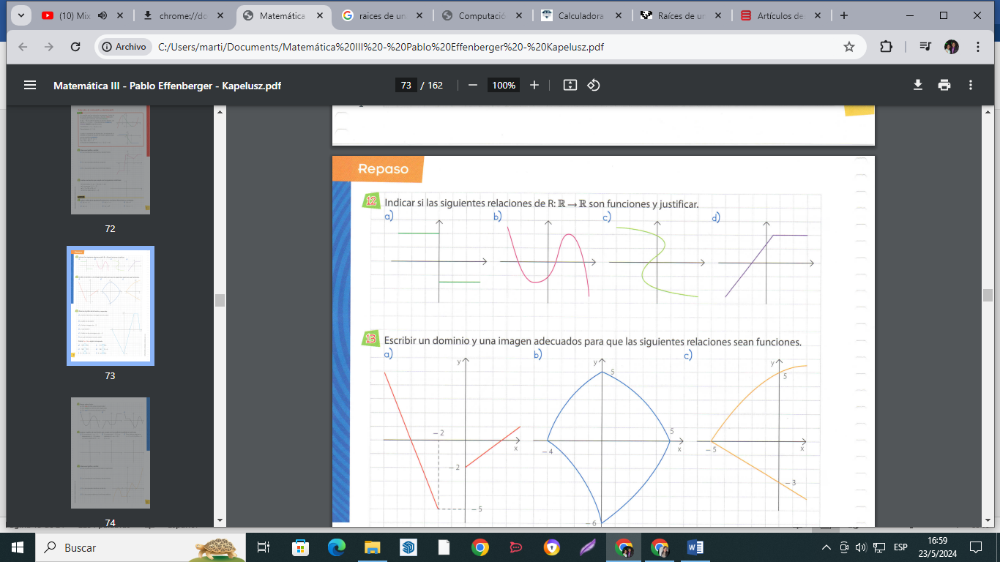 (10) Mix
chrome://do
Matemática
raices de un
Computació
Calculadora
Raíces de u
Artículos de
Archivo
C:/Users/marti/Documents/Matemática%20III%20-%20Pablo%20Effenberger%20-%20Kapelusz.pdf
Matemática III - Pablo Effenberger - Kapelusz.pdf
73 / 162
100%
72
73
74
Repaso
12 Indicar si las siguientes relaciones de R: ℝ → ℝ son funciones y justificar.
a) b) c) d)
13 Escribir un dominio y una imagen adecuados para que las siguientes relaciones sean funciones.
a) b) c)
y
x
– 2
– 2
– 5
y
5
5
x
– 4
– 6
y
5
x
– 5
– 3
Buscar
ESP
16:59
23/5/2024